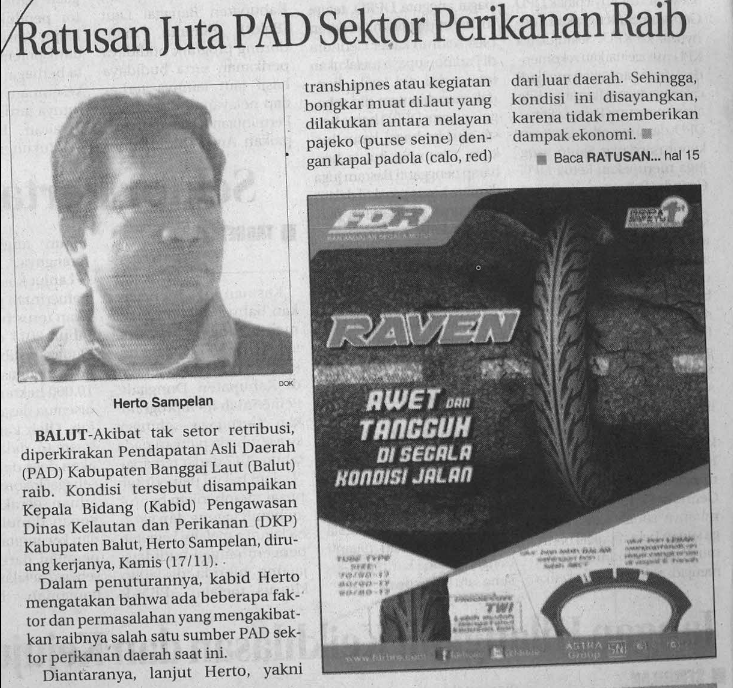 Ratusan Juta PAD Sektor Perikanan Raib
DOK
Herto Sampelan
BALUT-Akibat tak setor retribusi,
diperkirakan Pendapatan Asli Daerah
(PAD) Kabupaten Banggai Laut (Balut)
raib. Kondisi tersebut disampaikan
Kepala Bidang (Kabid) Pengawasan
Dinas Kelautan dan Perikanan (DKP)
Kabupaten Balut, Herto Sampelan, diru-
ang kerjanya, Kamis (17/11).
Dalam penuturannya, kabid Herto
mengatakan bahwa ada beberapa fak-
tor dan permasalahan yang mengakibat-
kan raibnya salah satu sumber PAD sek-
tor perikanan daerah saat ini.
Diantaranya, lanjut Herto, yakni
transhipnes atau kegiatan
bongkar muat di laut yang
dilakukan antara nelayan
pajeko (purse seine) den-
gan kapal padola (calo, red)
dari luar daerah. Sehingga,
kondisi ini disayangkan,
karena tidak memberikan
dampak ekonomi.
Baca RATUSAN... hal 15
FDR
RAVEN
AWET DAN
TANGGUH
DI SEGALA
KONDISI JALAN
TUBE TYPE
SIZE:
TWI
ASTRA
Group
SNI